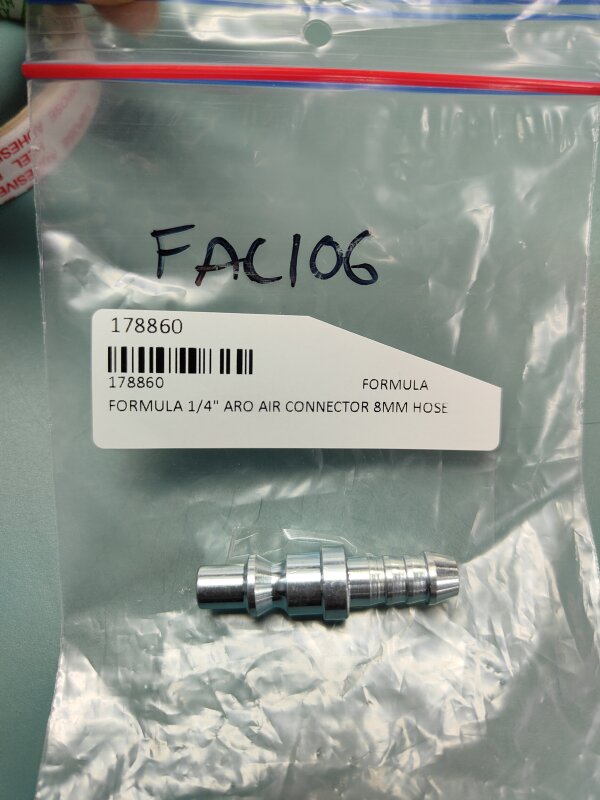 FAC106
178860
178860 FORMULA
FORMULA 1/4" ARO AIR CONNECTOR 8MM HOSE